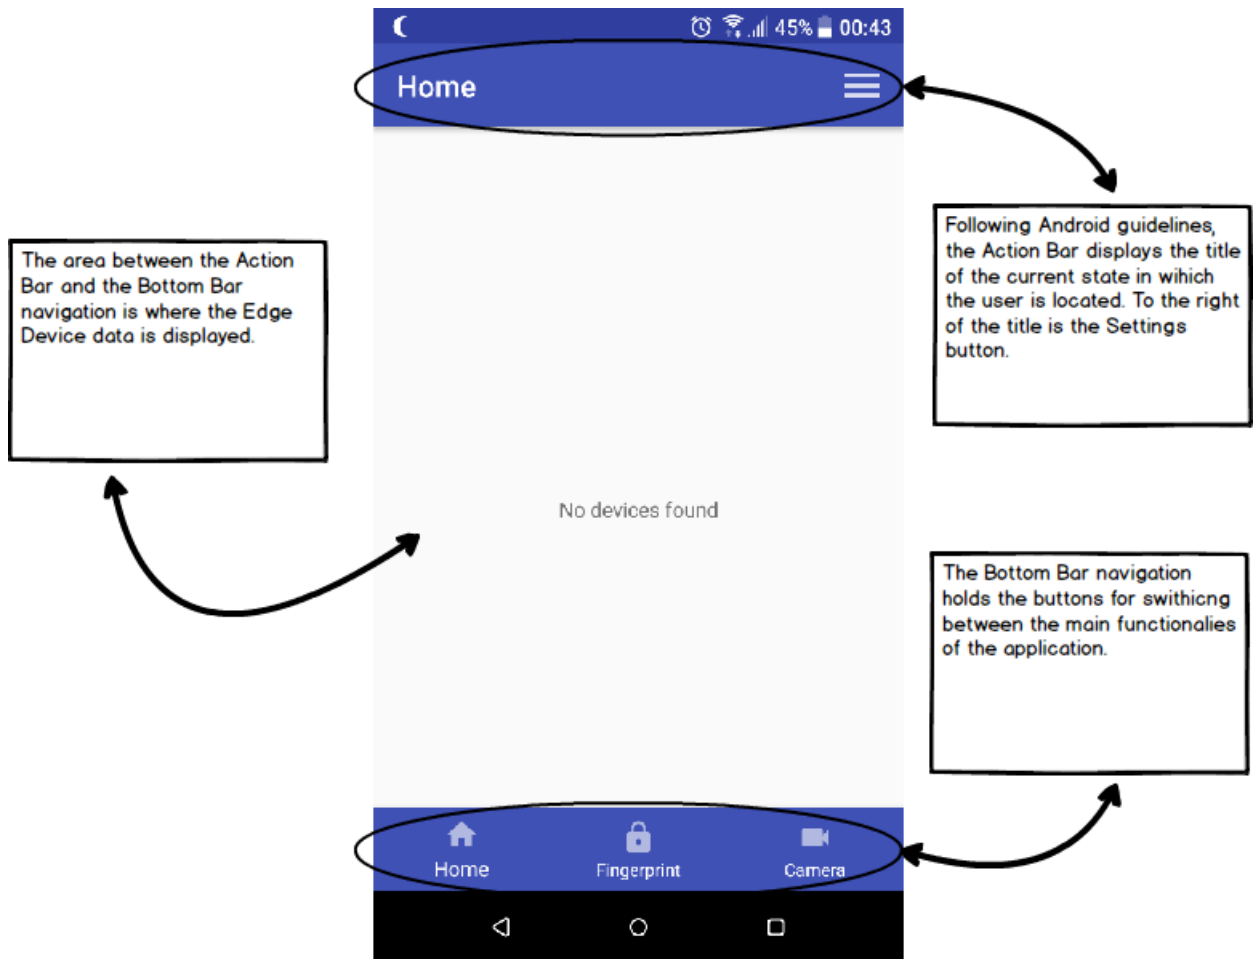 45% 00:43
Home
The area between the Action
Bar and the Bottom Bar
navigation is where the Edge
Device data is displayed.
Following Android guidelines,
the Action Bar displays the title
of the current state in wihich
the user is located. To the right
of the title is the Settings
button.
No devices found
The Bottom Bar navigation
holds the buttons for swithicng
between the main functionalies
of the application.
Home
Fingerprint
Camera